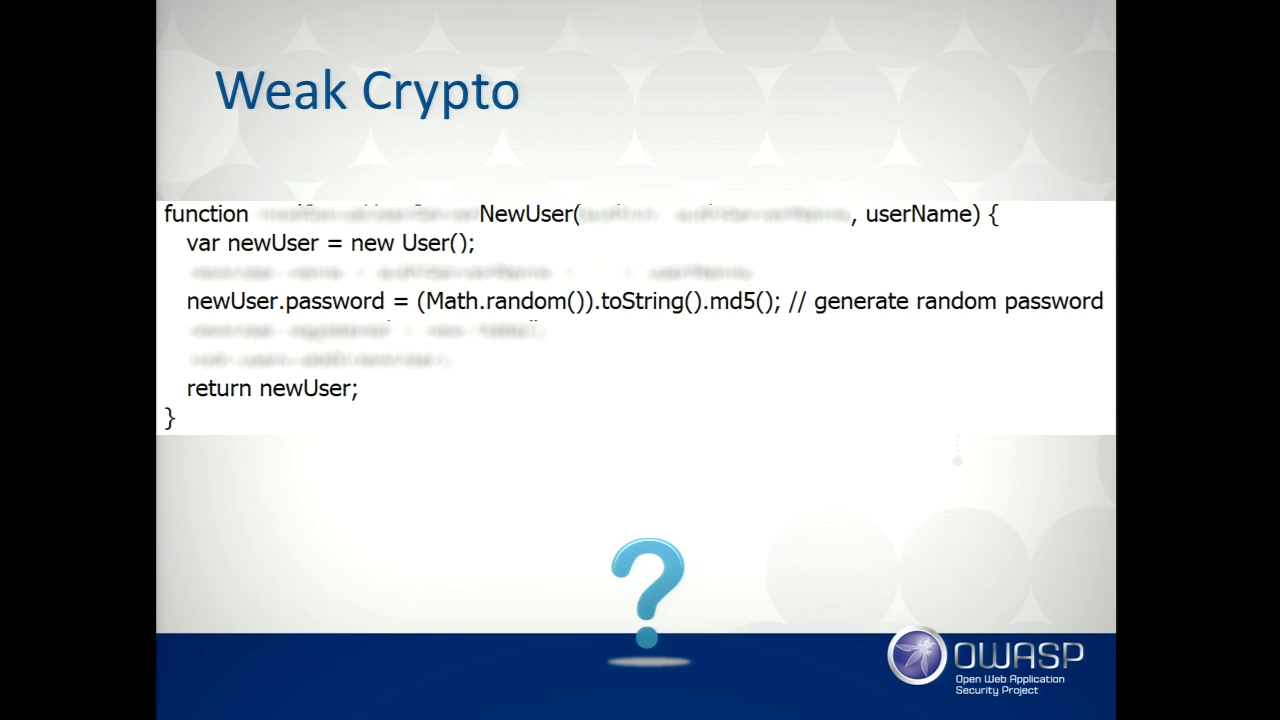 Weak Crypto
function NewUser( , userName) {
var newUser = new User();
newUser.password = (Math.random()).toString().md5(); // generate random password
return newUser;
}
OWASP
Open Web Application
Security Project